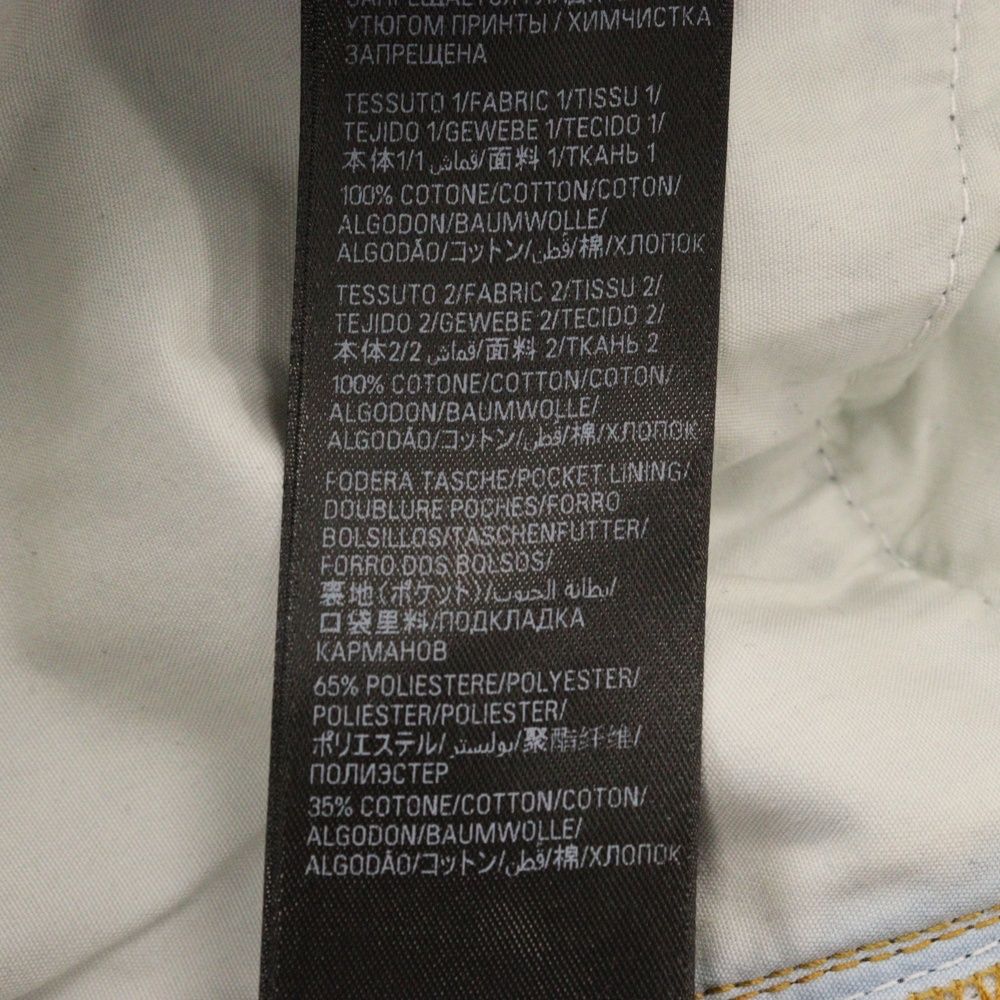 УТЮГОМ ПРИНТЫ / ХИМЧИСТКА
ЗАПРЕЩЕНА
TESSUTO 1/FABRIC 1/TISSU 1/
TEJIDO 1/GEWEBE 1/TECIDO 1/
本体1/1 قماش/面料 1/ТКАНЬ 1
100% COTONE/COTTON/COTON/
ALGODON/BAUMWOLLE/
ALGODÃO/コットン/قطن/棉/ХЛОПОК
TESSUTO 2/FABRIC 2/TISSU 2/
TEJIDO 2/GEWEBE 2/TECIDO 2/
本体2/2 قماش/面料 2/ТКАНЬ 2
100% COTONE/COTTON/COTON/
ALGODON/BAUMWOLLE/
ALGODÃO/コットン/قطن/棉/ХЛОПОК
FODERA TASCHE/POCKET LINING/
DOUBLURE POCHES/FORRO
BOLSILLOS/TASCHENFUTTER/
FORRO DOS BOLSOS/
裏地(ポケット)/بطانة الجيوب/
口袋里料/ПОДКЛАДКА
КАРМАНОВ
65% POLIESTERE/POLYESTER/
POLIESTER/POLIESTER/
ポリエステル/بوليستر/聚酯纤维/
ПОЛИЭСТЕР
35% COTONE/COTTON/COTON/
ALGODON/BAUMWOLLE/
ALGODÃO/コットン/قطن/棉/ХЛОПОК